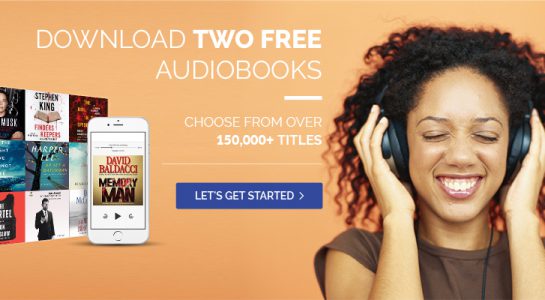 DOWNLOAD TWO FREE
AUDIOBOOKS
CHOOSE FROM OVER
150,000+ TITLES
LET'S GET STARTED >
MUSK
STEPHEN
KING
FINDERS
KEEPERS
HARPER
LEE
DAVID
BALDACCI
MEMORY
MAN